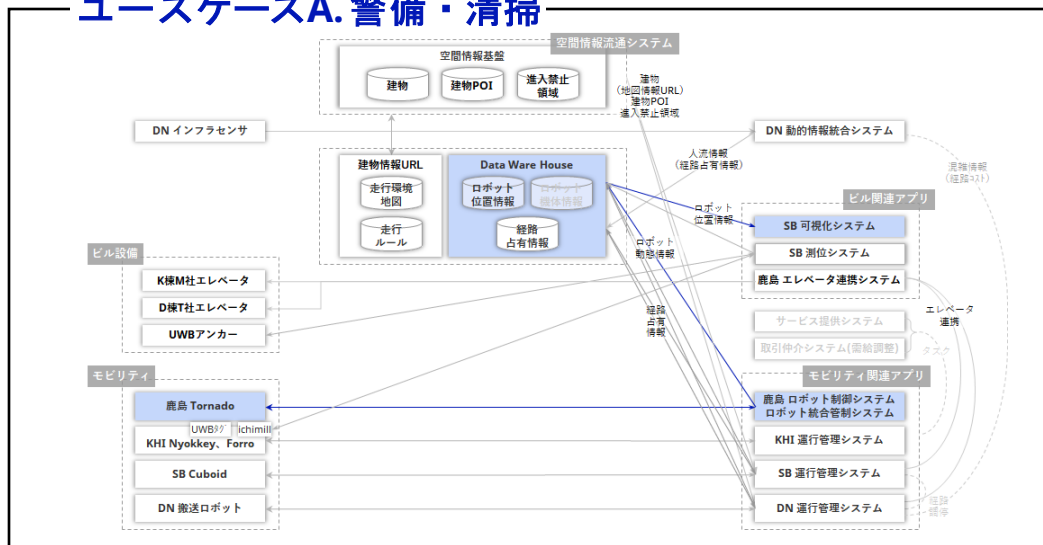 ユースケースA. 警備・清掃
空間情報流通システム
空間情報基盤
建物
建物POI
進入禁止
領域
建物
(地図情報URL)
建物POI
進入禁止領域
DN インフラセンサ
DN 動的情報統合システム
人流情報
(経路占有情報)
混雑情報
(経路コスト)
建物情報URL
走行環境
地図
走行
ルール
Data Ware House
ロボット
位置情報
ロボット
機体情報
経路
占有情報
ロボット
位置情報
ロボット
動態情報
経路
占有
情報
ビル関連アプリ
SB 可視化システム
SB 測位システム
鹿島 エレベータ連携システム
エレベータ
連携
ビル設備
K棟M社エレベータ
D棟T社エレベータ
UWBアンカー
サービス提供システム
取引仲介システム(需給調整)
タスク
モビリティ
鹿島 Tornado
UWBタグ
ichimill
KHI Nyokkey、Forro
SB Cuboid
DN 搬送ロボット
モビリティ関連アプリ
鹿島 ロボット制御システム
ロボット統合管制システム
KHI 運行管理システム
SB 運行管理システム
DN 運行管理システム
経路
調停